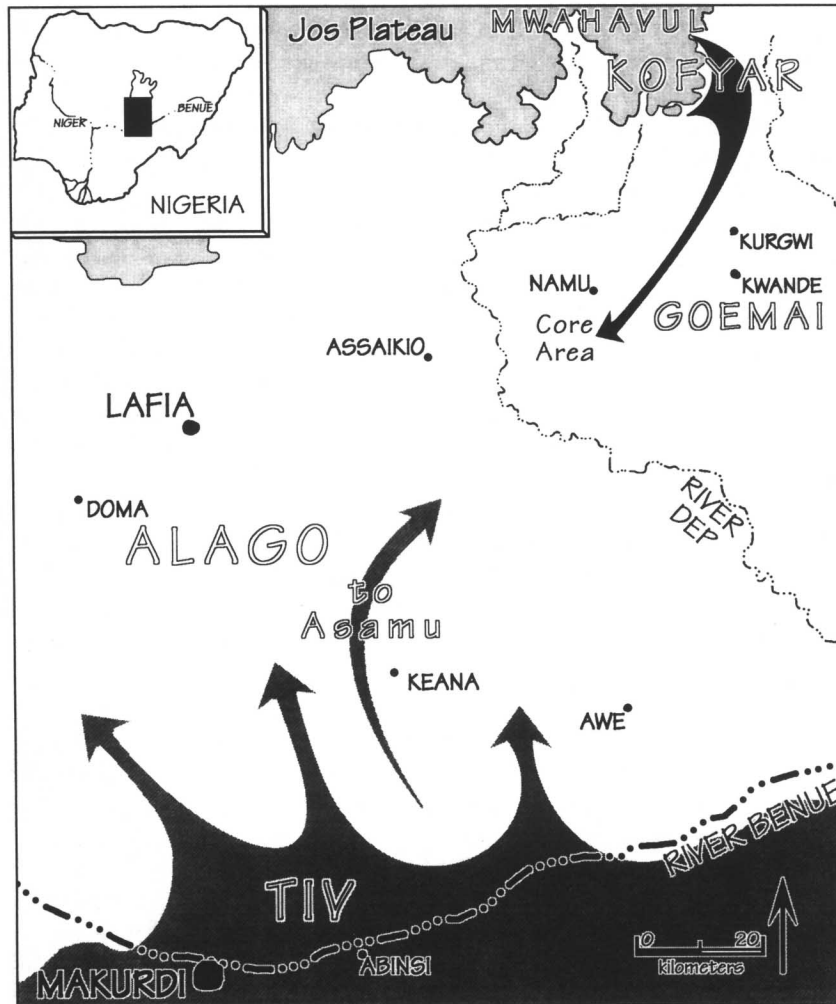 Jos Plateau
MWAHAVUL
KOFYAR
NIGER
BENUE
NIGERIA
KURGWI
NAMU
KWANDE
GOEMAI
Core
Area
ASSAIKIO
LAFIA
DOMA
RIVER
DEP
ALAGO
to
Asamu
KEANA
AWE
RIVER BENUE
TIV
ABINSI
MAKURDI
0 20
kilometers